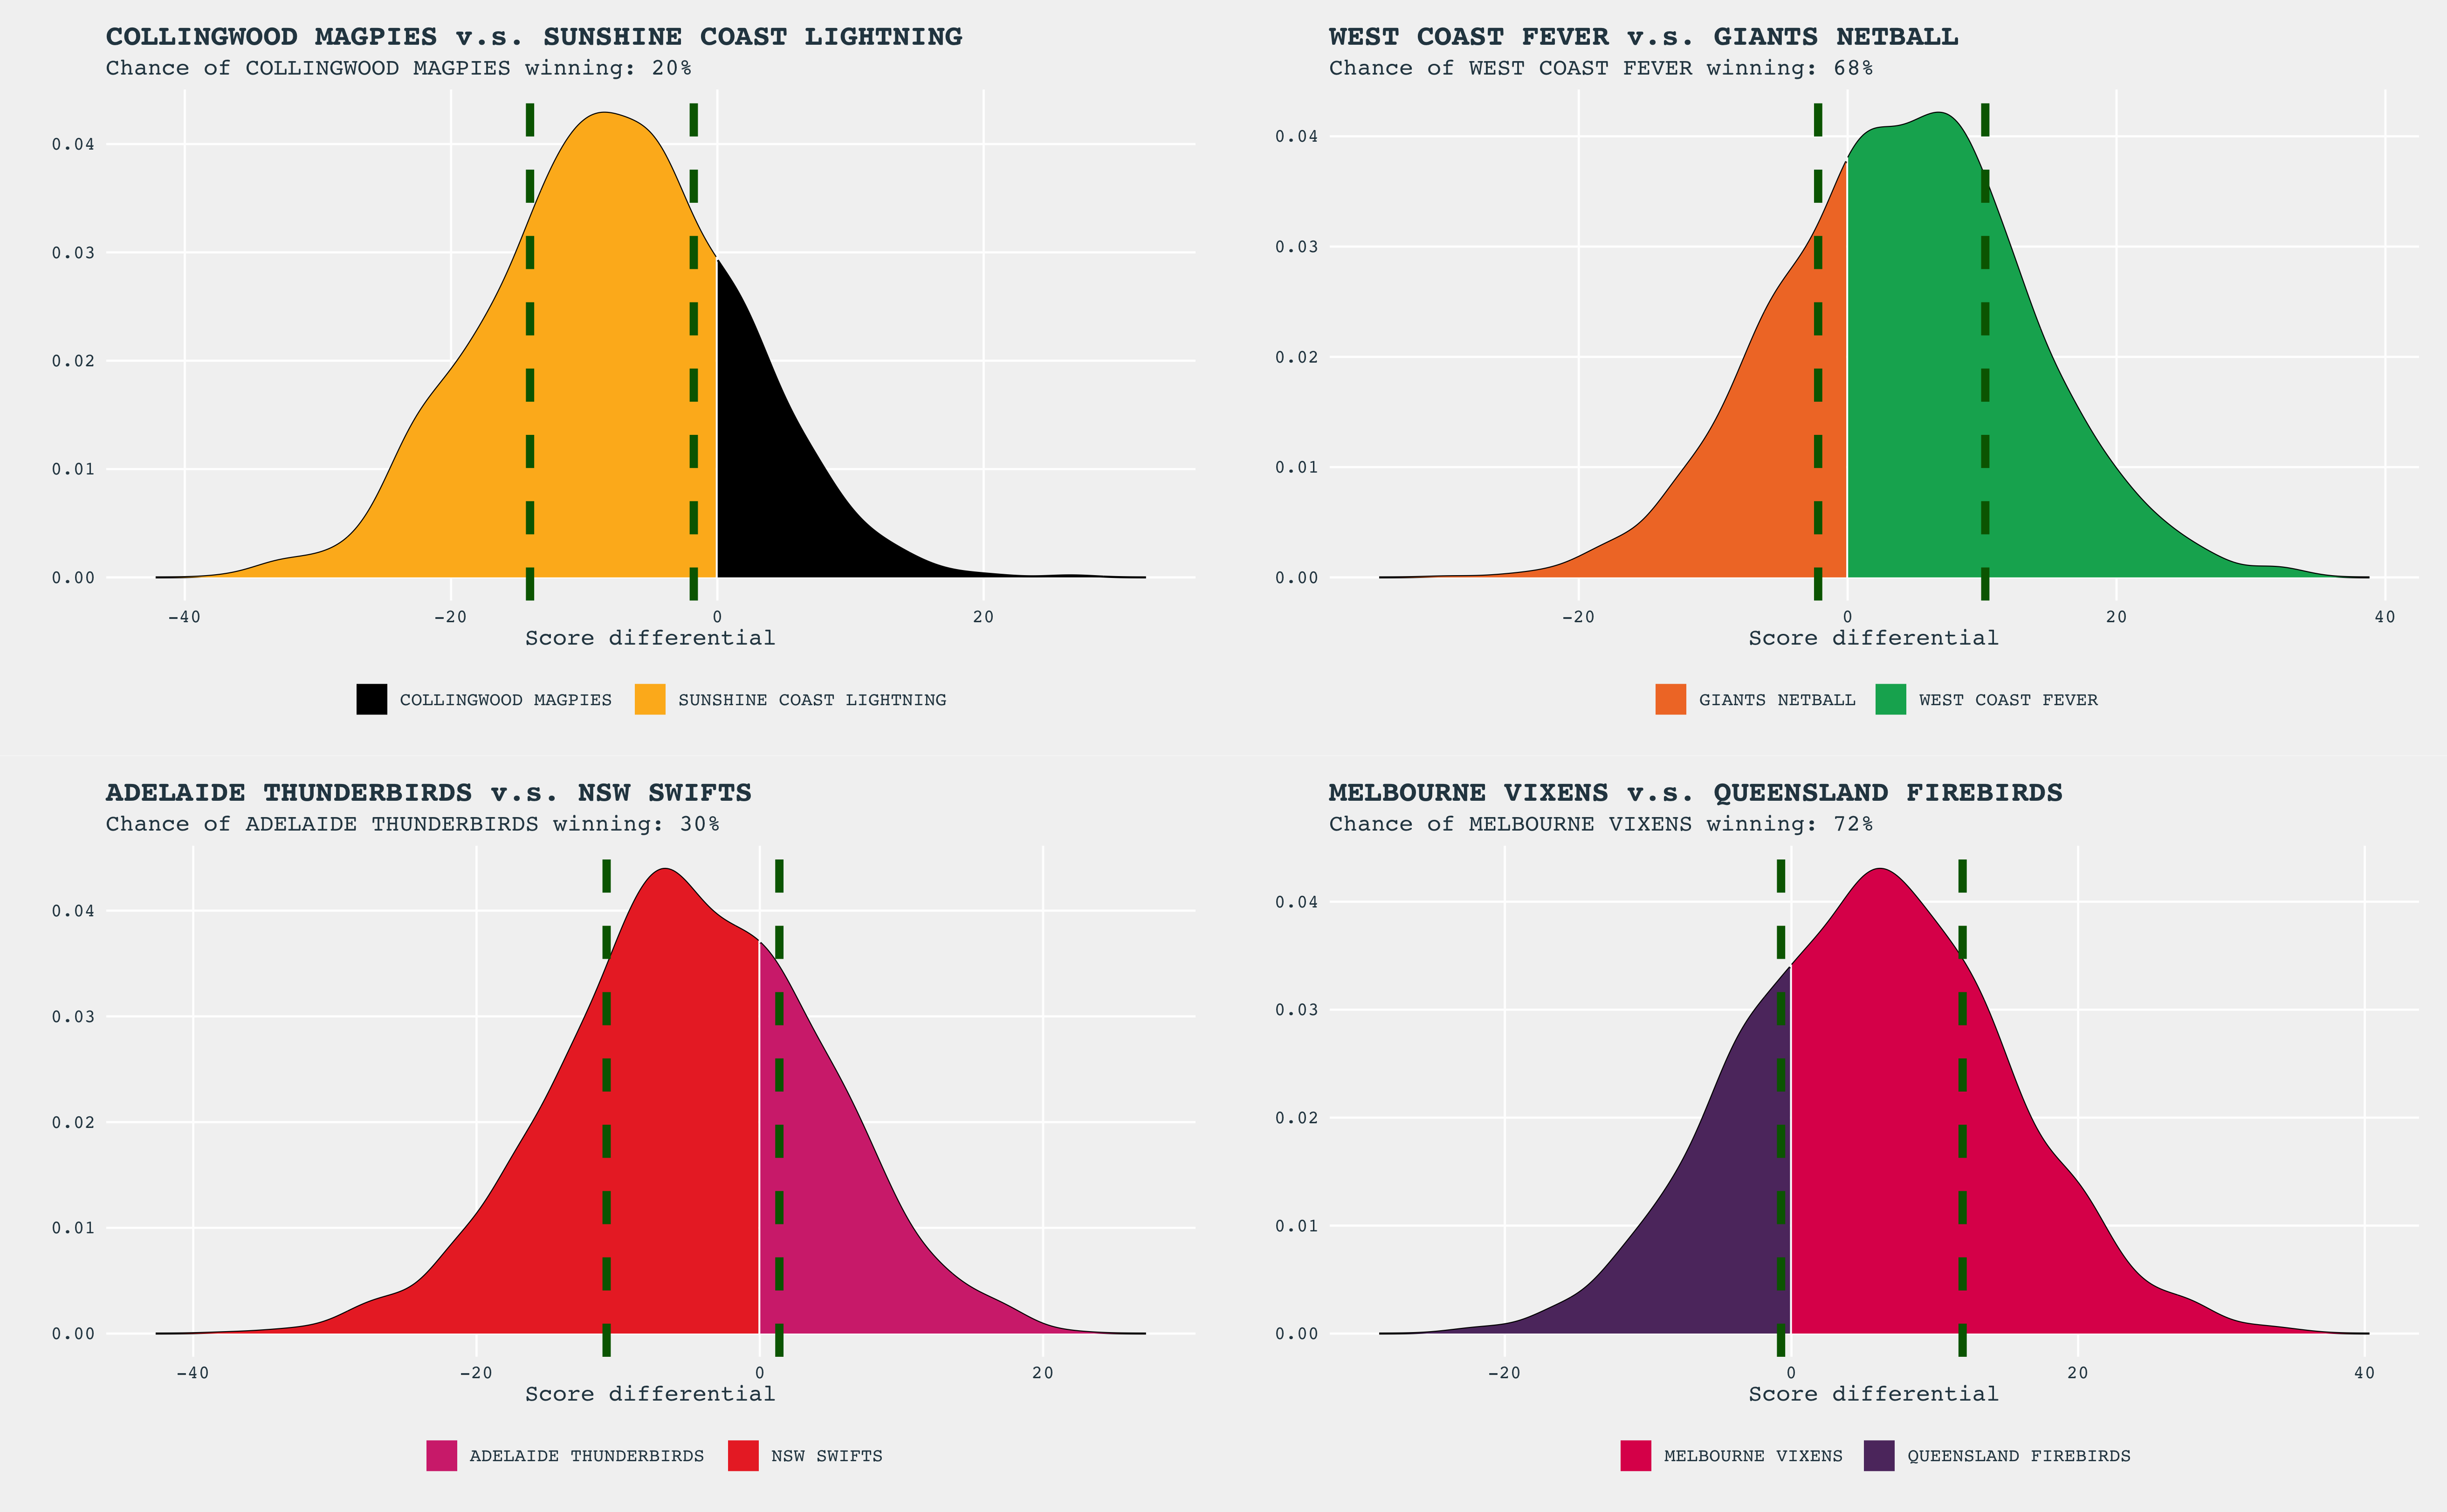 COLLINGWOOD MAGPIES v.s. SUNSHINE COAST LIGHTNING
Chance of COLLINGWOOD MAGPIES winning: 20%
0.04
0.03
0.02
0.01
0.00
-40 -20 0 20
Score differential
COLLINGWOOD MAGPIES SUNSHINE COAST LIGHTNING
WEST COAST FEVER v.s. GIANTS NETBALL
Chance of WEST COAST FEVER winning: 68%
0.04
0.03
0.02
0.01
0.00
-20 0 20 40
Score differential
GIANTS NETBALL WEST COAST FEVER
ADELAIDE THUNDERBIRDS v.s. NSW SWIFTS
Chance of ADELAIDE THUNDERBIRDS winning: 30%
0.04
0.03
0.02
0.01
0.00
-40 -20 0 20
Score differential
ADELAIDE THUNDERBIRDS NSW SWIFTS
MELBOURNE VIXENS v.s. QUEENSLAND FIREBIRDS
Chance of MELBOURNE VIXENS winning: 72%
0.04
0.03
0.02
0.01
0.00
-20 0 20 40
Score differential
MELBOURNE VIXENS QUEENSLAND FIREBIRDS